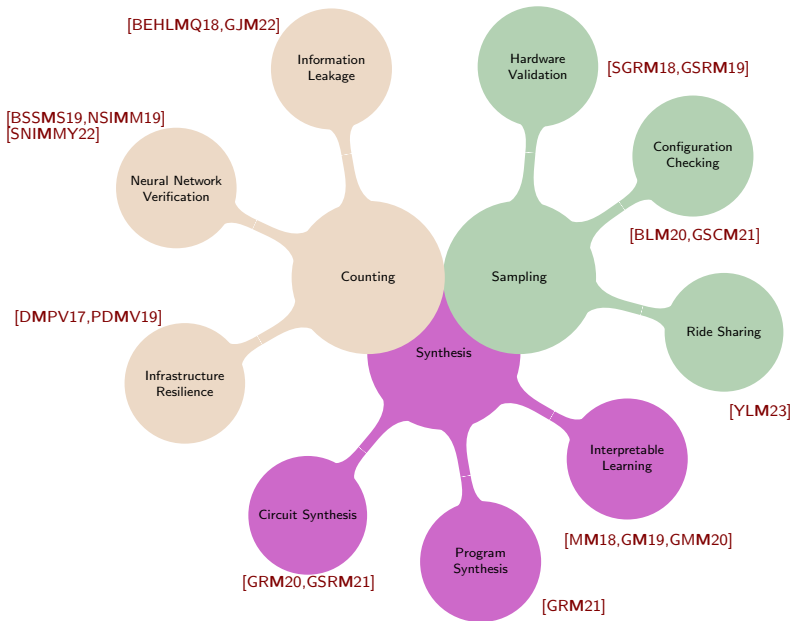 [BEHLMQ18,GJM22]
Information
Leakage
Hardware
Validation
[SGRM18,GSRM19]
[BSSMS19,NSIMM19]
[SNIMMY22]
Neural Network
Verification
Configuration
Checking
[BLM20,GSCM21]
Counting
Sampling
[DMPV17,PDMV19]
Ride Sharing
Synthesis
Infrastructure
Resilience
[YLM23]
Interpretable
Learning
Circuit Synthesis
[MM18,GM19,GMM20]
Program
Synthesis
[GRM20,GSRM21]
[GRM21]